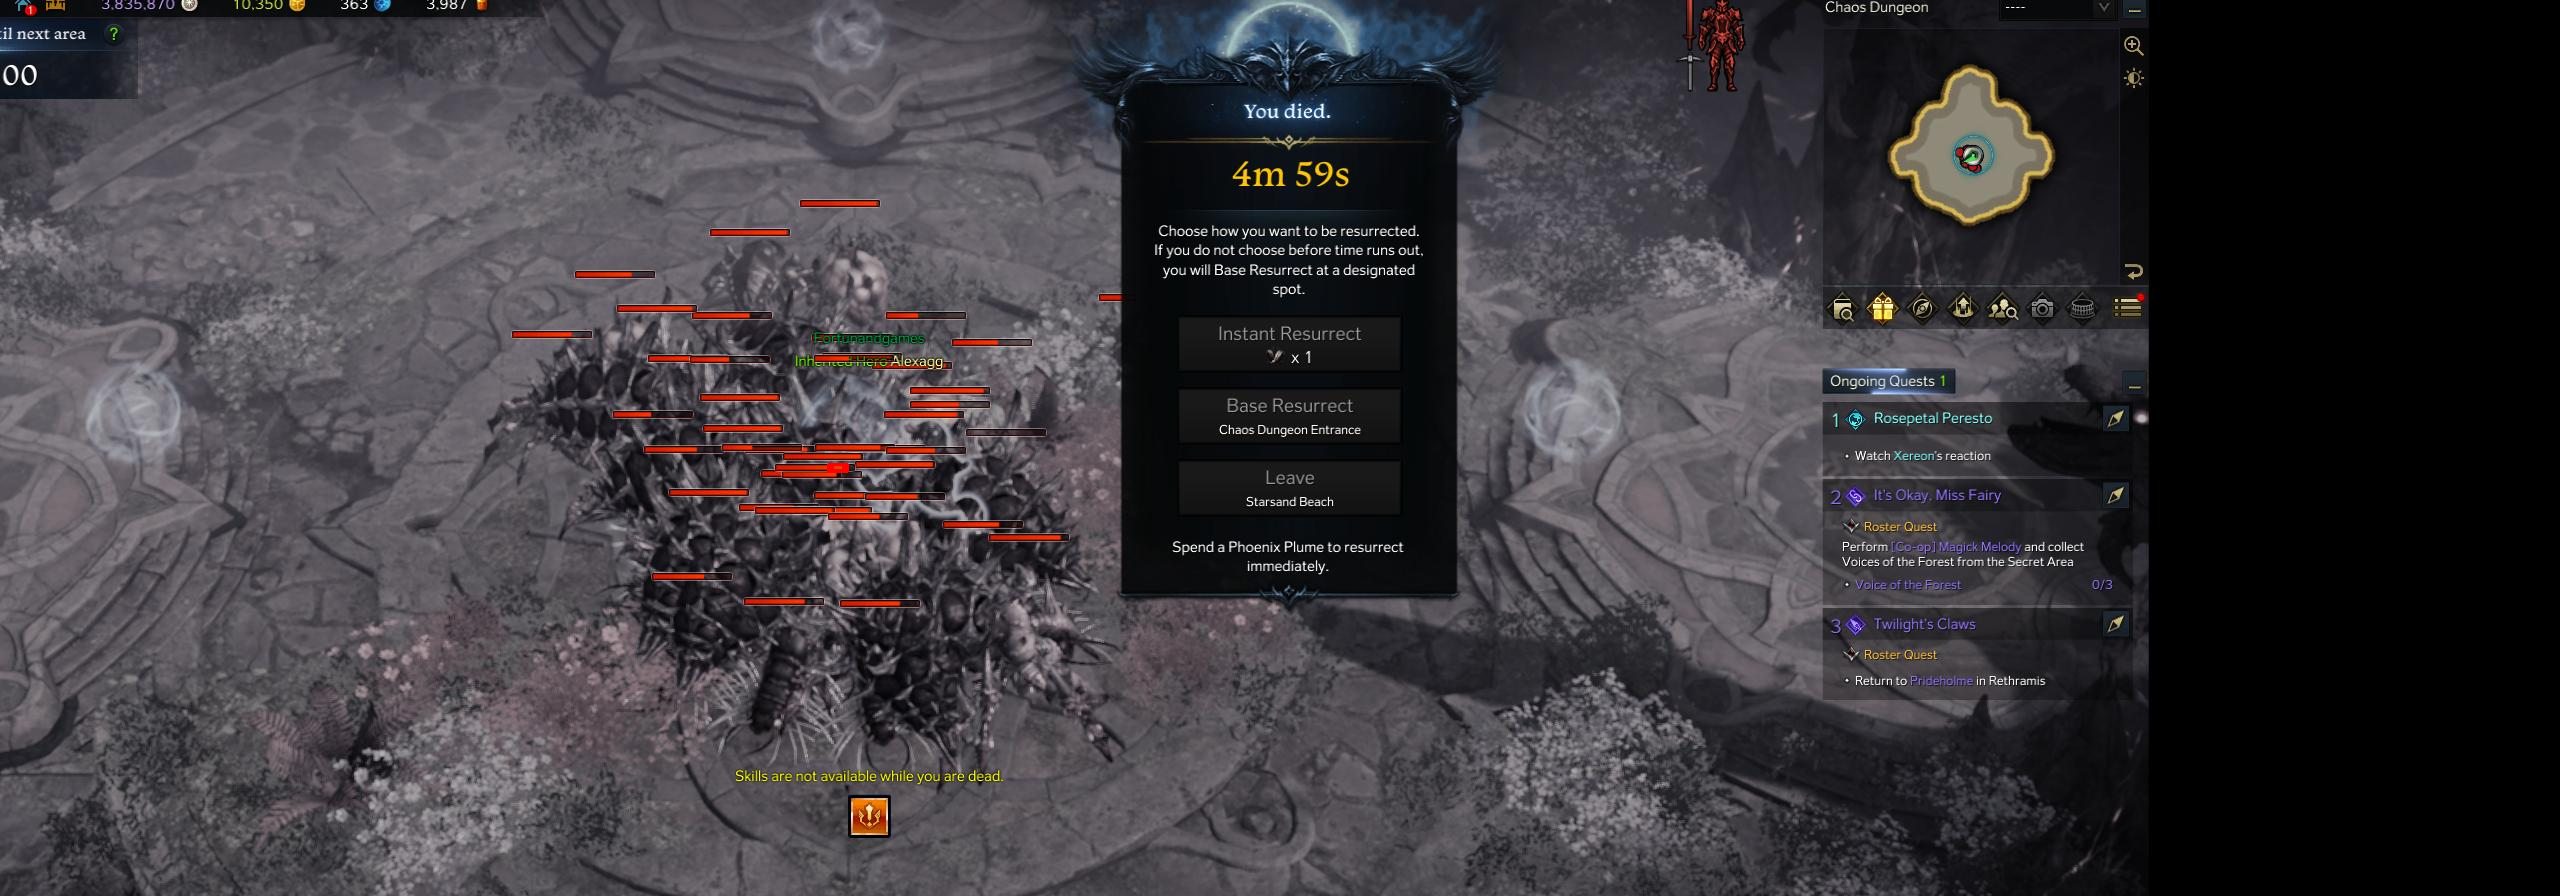 1
3,835,870
10,350
363
3,987
til next area ?
00
Fortunandgames
Inherited Hero Alexagg
Skills are not available while you are dead.
You died.
4m 59s
Choose how you want to be resurrected.
If you do not choose before time runs out,
you will Base Resurrect at a designated
spot.
Instant Resurrect
x 1
Base Resurrect
Chaos Dungeon Entrance
Leave
Starsand Beach
Spend a Phoenix Plume to resurrect
immediately.
Chaos Dungeon
----
Ongoing Quests 1
1 Rosepetal Peresto
• Watch Xereon's reaction
2 It's Okay, Miss Fairy
Roster Quest
Perform [Co-op] Magick Melody and collect
Voices of the Forest from the Secret Area
• Voice of the Forest 0/3
3 Twilight's Claws
Roster Quest
• Return to Prideholme in Rethramis